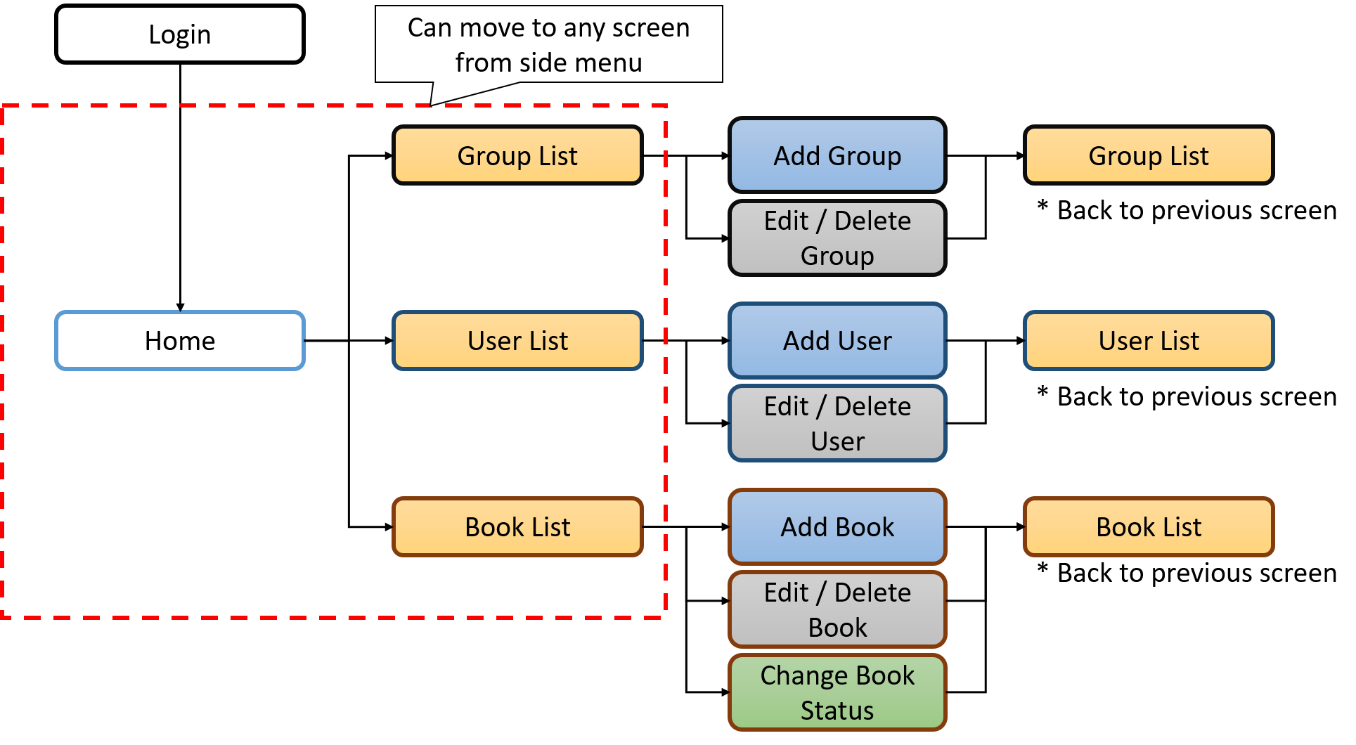 Login
Can move to any screen
from side menu
Group List
Add Group
Group List
* Back to previous screen
Edit / Delete
Group
Home
User List
Add User
User List
* Back to previous screen
Edit / Delete
User
Book List
Add Book
Book List
* Back to previous screen
Edit / Delete
Book
Change Book
Status